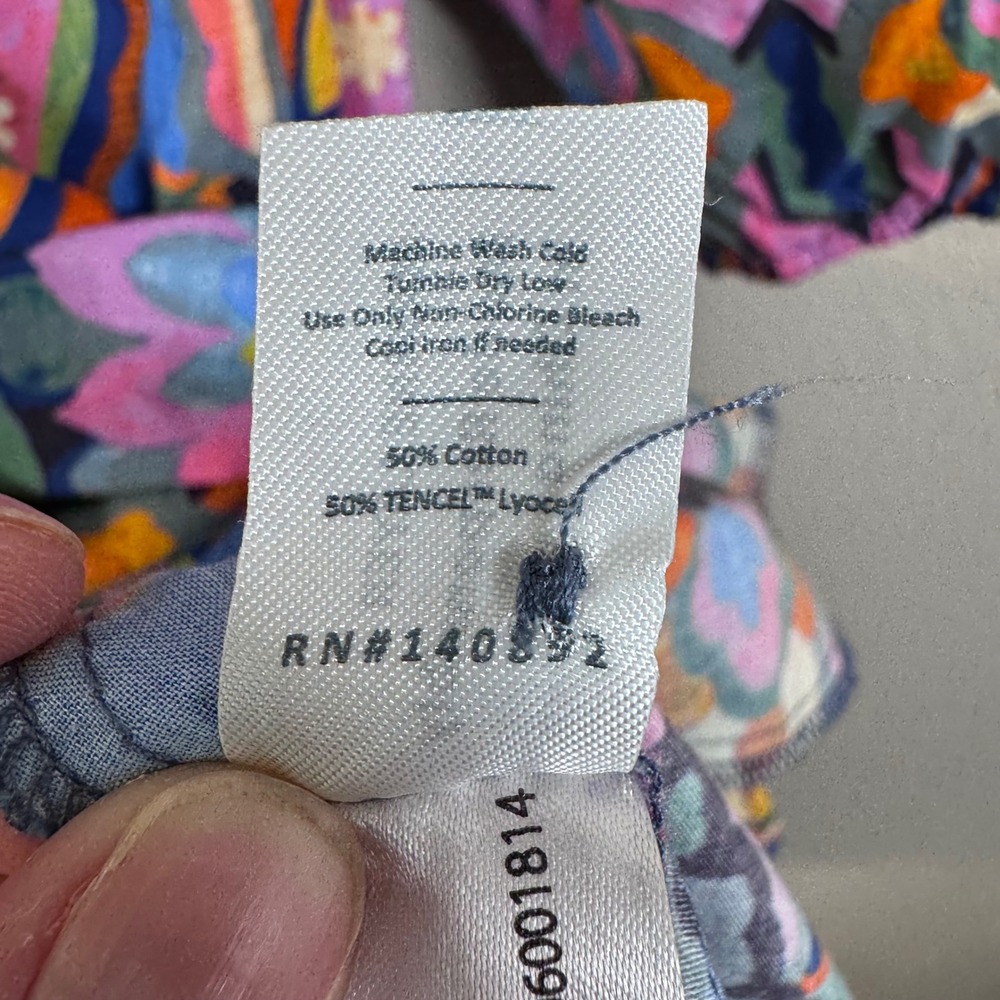 Machine Wash Cold
Tumble Dry Low
Use Only Non-Chlorine Bleach
Cool Iron if needed
50% Cotton
50% TENCEL™
6001814